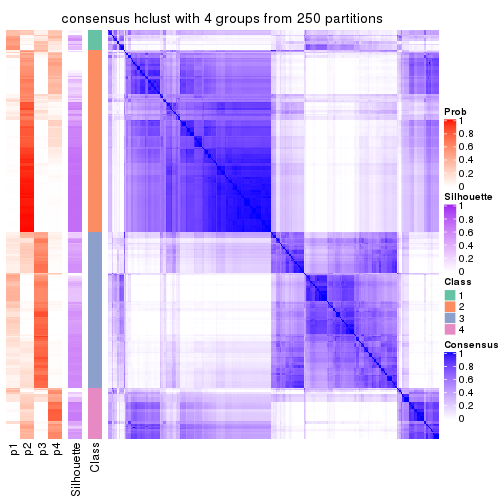 consensus hclust with 4 groups from 250 partitions
Prob
1
0.8
0.6
0.4
0.2
0
Silhouette
1
0.8
0.6
0.4
0.2
0
Class
1
2
3
4
Consensus
1
0.8
0.6
0.4
0.2
0
p1
p2
p3
p4
Silhouette
Class